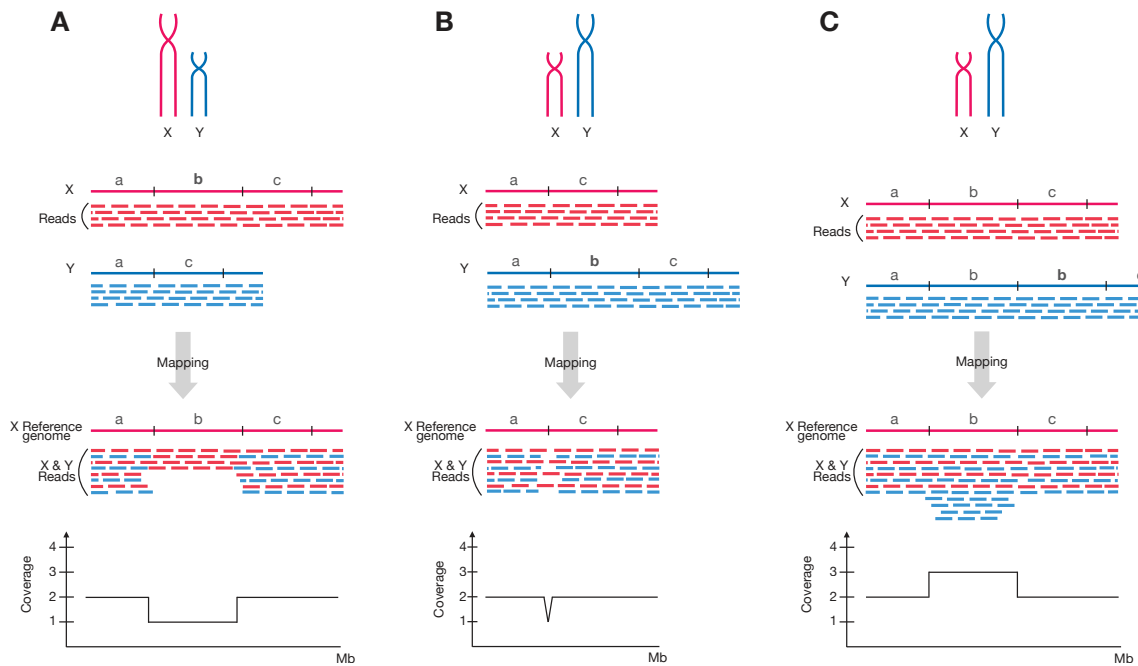 A
B
C
X Y
X Y
X Y
a b c
X
Reads
a c
Y
Mapping
a b c
X Reference
genome
X & Y
Reads
4
3
2
1
Coverage
Mb
a c
X
Reads
a b c
Y
Mapping
a c
X Reference
genome
X & Y
Reads
4
3
2
1
Coverage
Mb
a b c
X
Reads
a b b
Y
Mapping
a b c
X Reference
genome
X & Y
Reads
4
3
2
1
Coverage
Mb